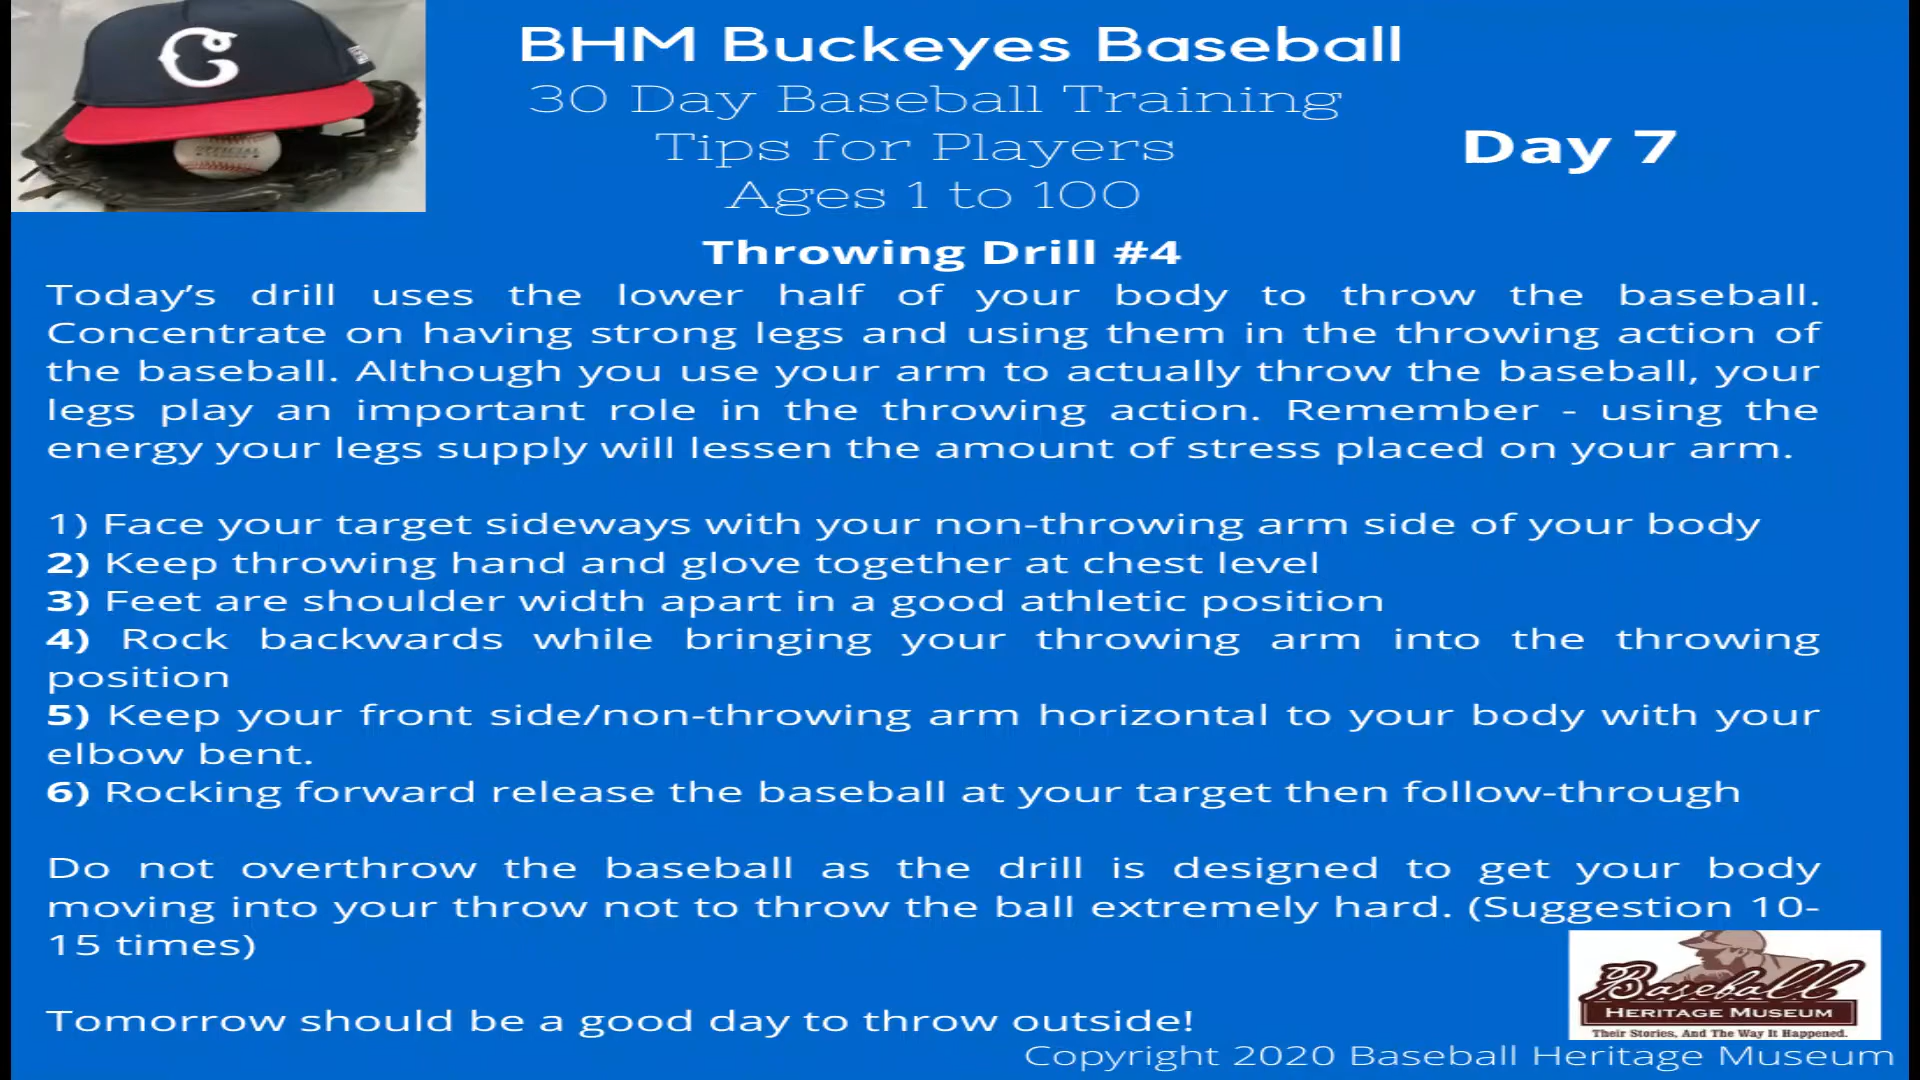 C
OFFICIAL
BHM Buckeyes Baseball
30 Day Baseball Training
Tips for Players
Ages 1 to 100
Day 7
Throwing Drill #4
Today's drill uses the lower half of your body to throw the baseball.
Concentrate on having strong legs and using them in the throwing action of
the baseball. Although you use your arm to actually throw the baseball, your
legs play an important role in the throwing action. Remember - using the
energy your legs supply will lessen the amount of stress placed on your arm.
1) Face your target sideways with your non-throwing arm side of your body
2) Keep throwing hand and glove together at chest level
3) Feet are shoulder width apart in a good athletic position
4) Rock backwards while bringing your throwing arm into the throwing
position
5) Keep your front side/non-throwing arm horizontal to your body with your
elbow bent.
6) Rocking forward release the baseball at your target then follow-through
Do not overthrow the baseball as the drill is designed to get your body
moving into your throw not to throw the ball extremely hard. (Suggestion 10-
15 times)
Tomorrow should be a good day to throw outside!
Baseball
HERITAGE MUSEUM
Their Stories, And The Way It Happened.
Copyright 2020 Baseball Heritage Museum